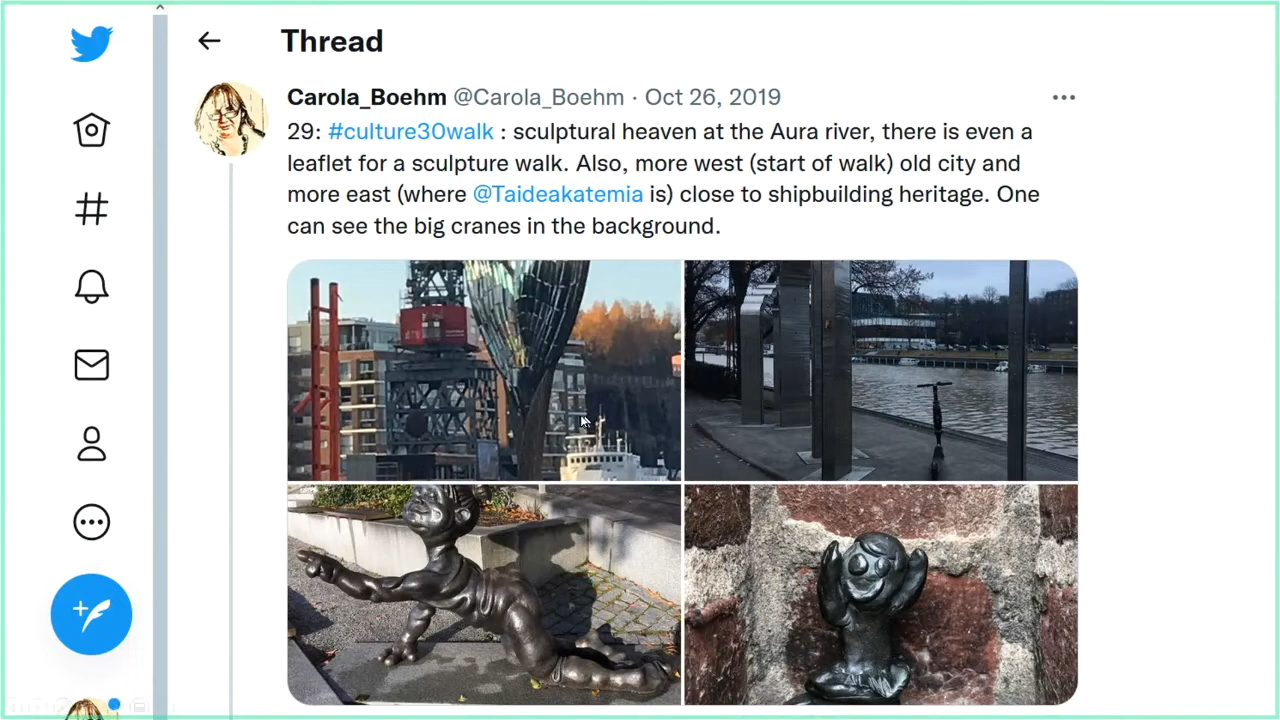 Thread
Carola_Boehm @Carola_Boehm · Oct 26, 2019
29: #culture30walk : sculptural heaven at the Aura river, there is even a
leaflet for a sculpture walk. Also, more west (start of walk) old city and
more east (where @Taideakatemia is) close to shipbuilding heritage. One
can see the big cranes in the background.